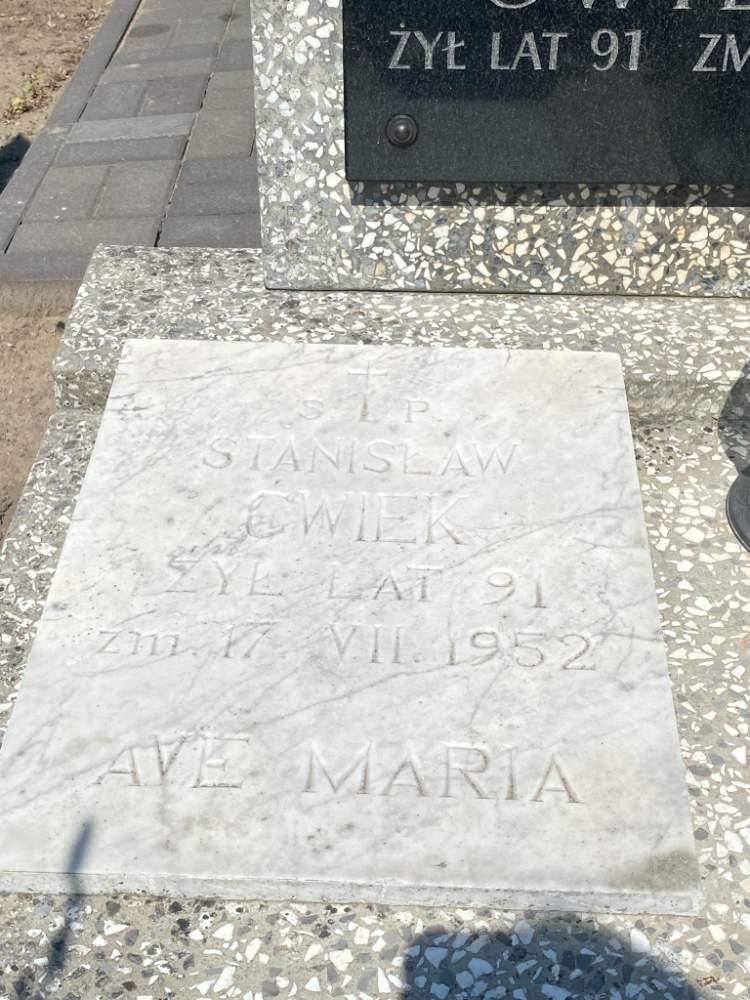 ŻYŁ LAT 91
Ś. P.
STANISŁAW
ĆWIEK
ŻYŁ LAT 91
zm. 17. VII. 1952
AVE MARIA